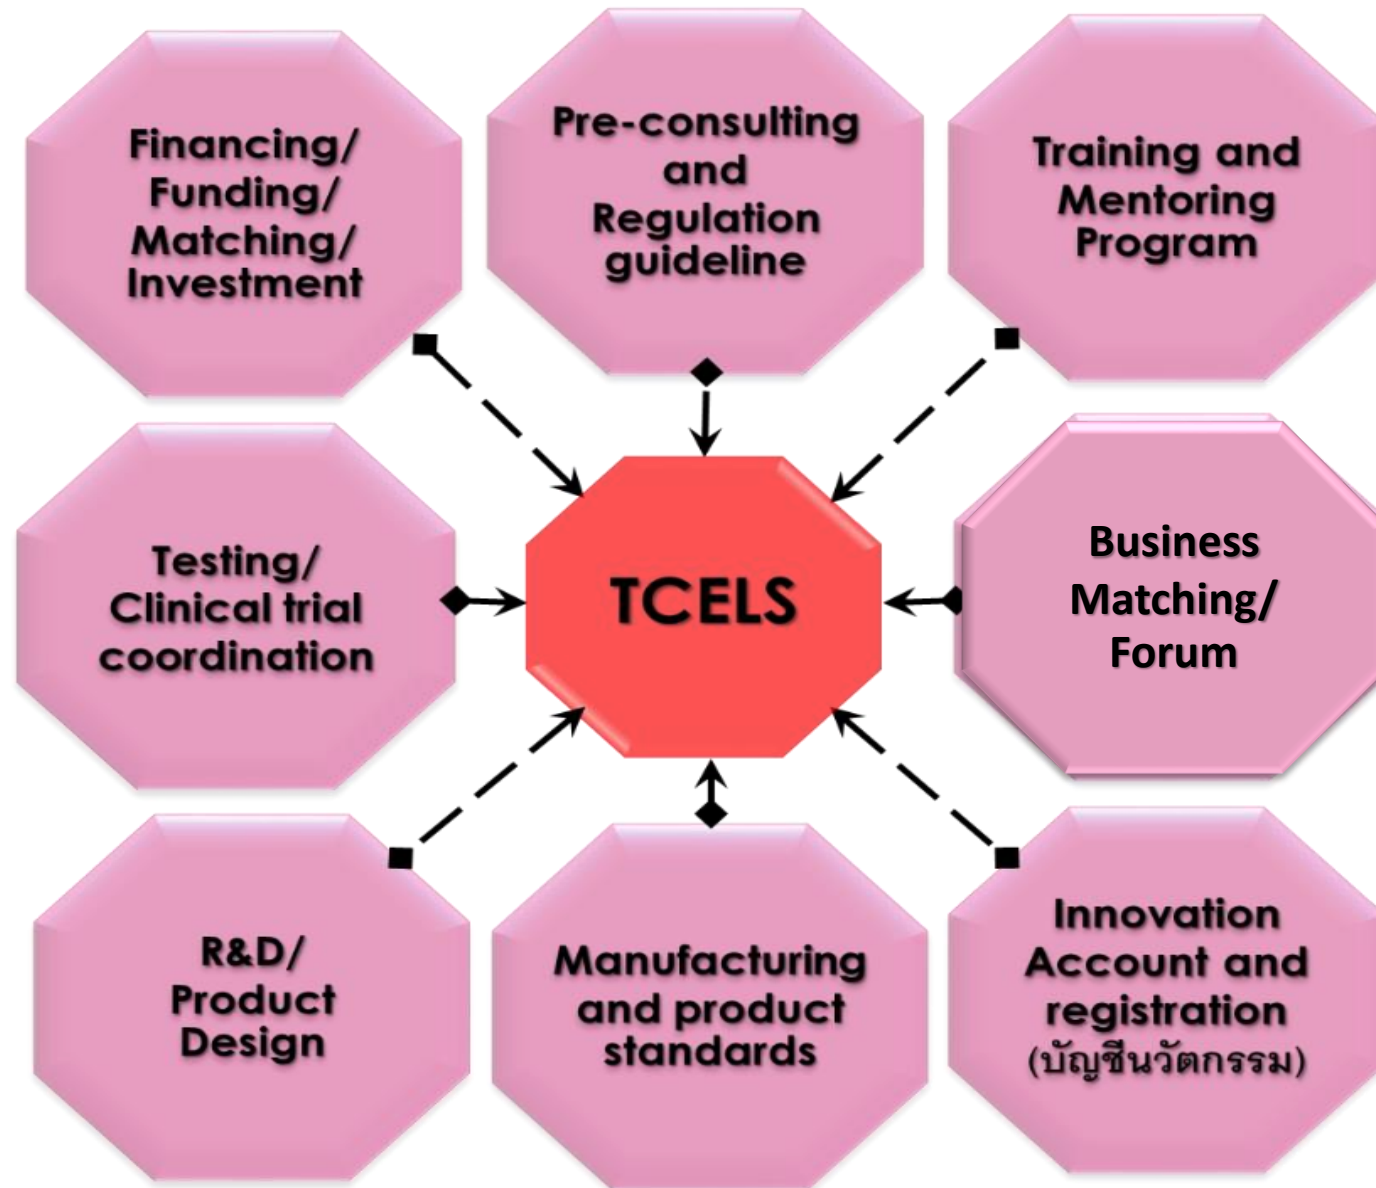 Financing/
Funding/
Matching/
Investment
Pre-consulting
and
Regulation
guideline
Training and
Mentoring
Program
Testing/
Clinical trial
coordination
TCELS
Business
Matching/
Forum
R&D/
Product
Design
Manufacturing
and product
standards
Innovation
Account and
registration
(บัญชีนวัตกรรม)